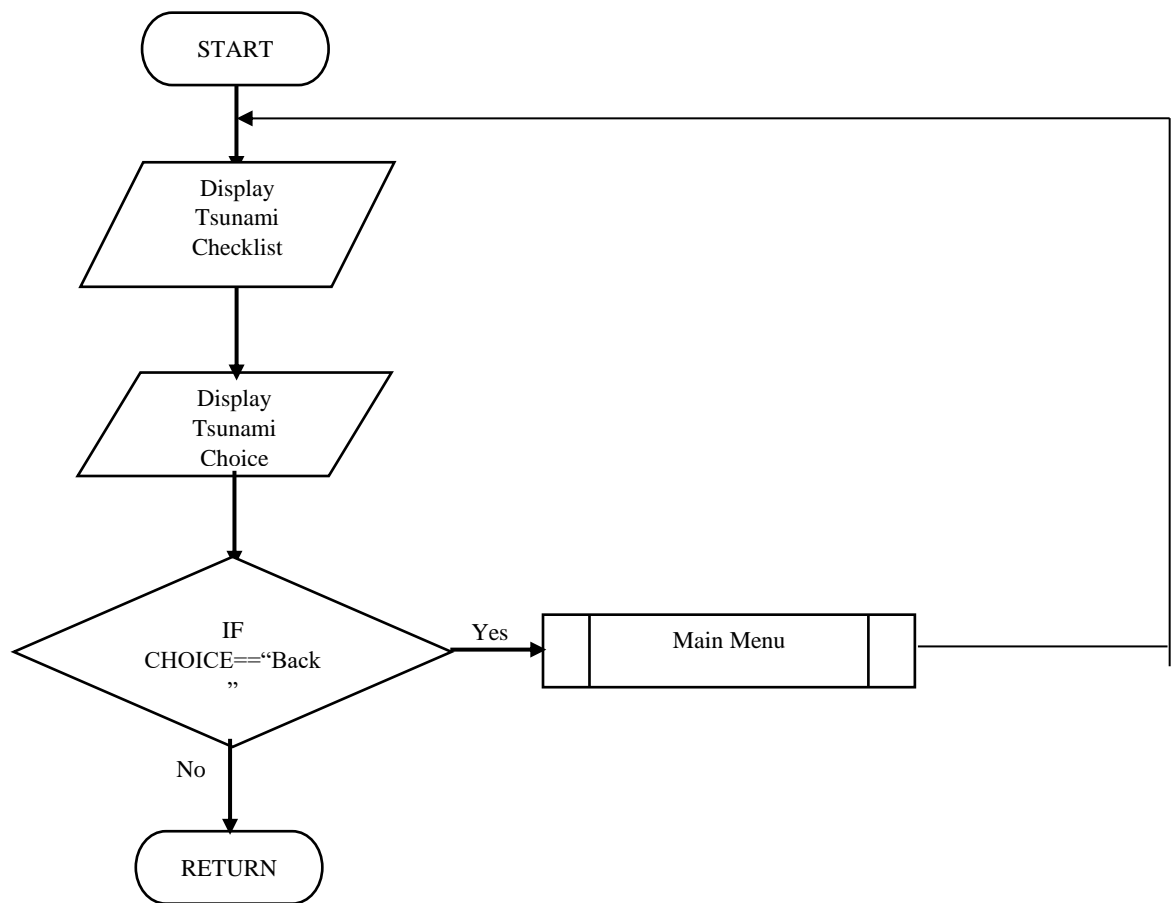 START
Display
Tsunami
Checklist
Display
Tsunami
Choice
IF
CHOICE==“Back
”
Yes
Main Menu
No
RETURN